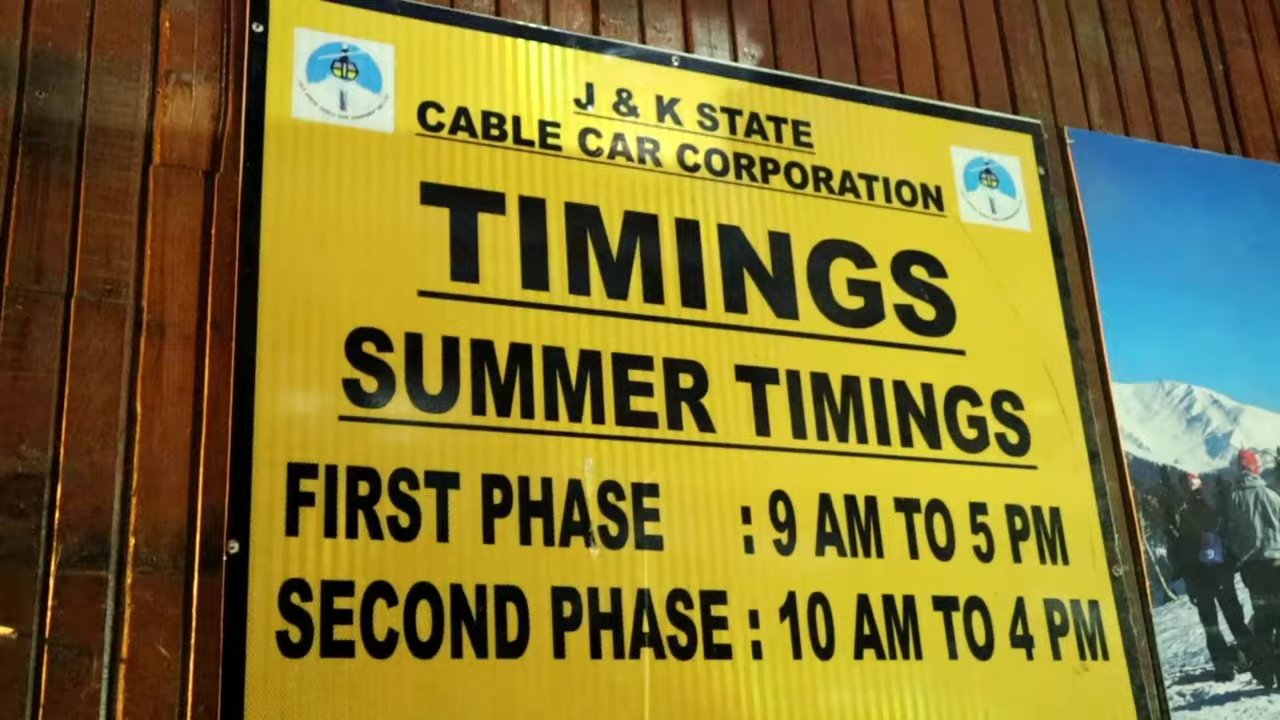 J & K STATE
CABLE CAR CORPORATION
TIMINGS
SUMMER TIMINGS
FIRST PHASE : 9 AM TO 5 PM
SECOND PHASE : 10 AM TO 4 PM